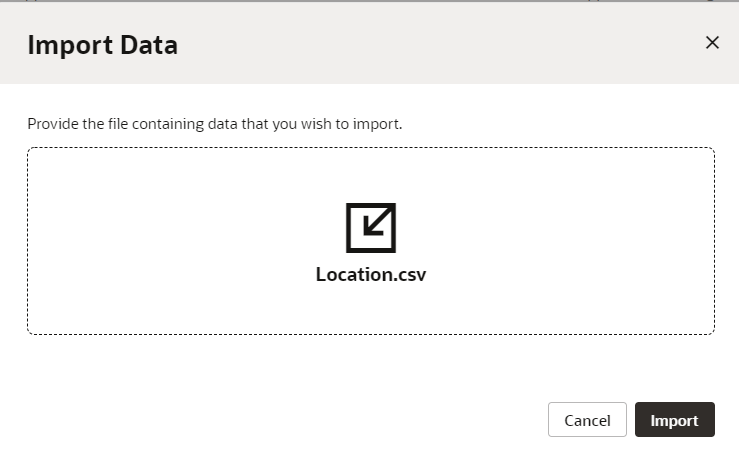 Import Data
Provide the file containing data that you wish to import.
Location.csv
Cancel
Import